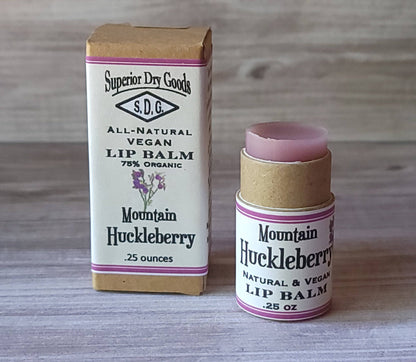 Superior Dry Goods
S.D.G.
All-Natural
Vegan
Lip Balm
75% Organic
Mountain
Huckleberry
.25 ounces
Mountain
Huckleberry
Natural & Vegan
Lip Balm
.25 oz